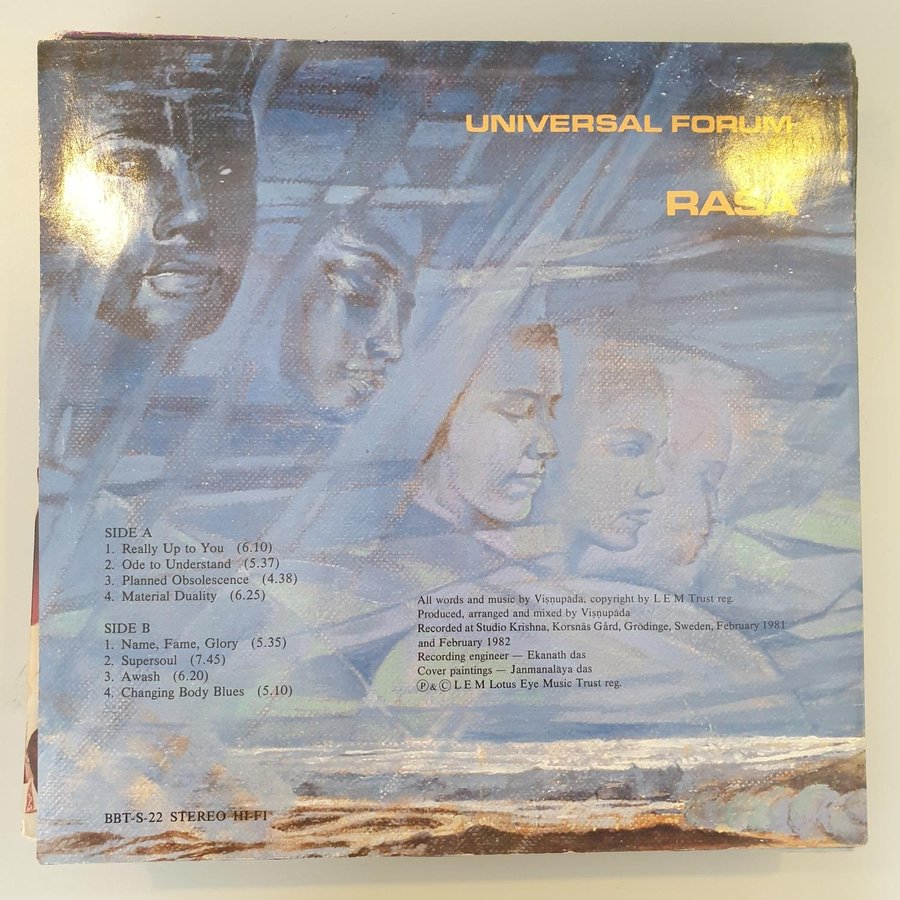 UNIVERSAL FORUM
RASA
SIDE A
1. Really Up to You (6.10)
2. Ode to Understand (5.37)
3. Planned Obsolescence (4.38)
4. Material Duality (6.25)
SIDE B
1. Name, Fame, Glory (5.35)
2. Supersoul (7.45)
3. Awash (6.20)
4. Changing Body Blues (5.10)
All words and music by Viṣṇupāda, copyright by L E M Trust reg.
Produced, arranged and mixed by Viṣṇupāda
Recorded at Studio Krishna, Korsnäs Gård, Grödinge, Sweden, February 1981
and February 1982
Recording engineer — Ekanath das
Cover paintings — Janmanalāya das
Ⓟ & Ⓒ L E M Lotus Eye Music Trust reg.
BBT-S-22 STEREO HI-FI